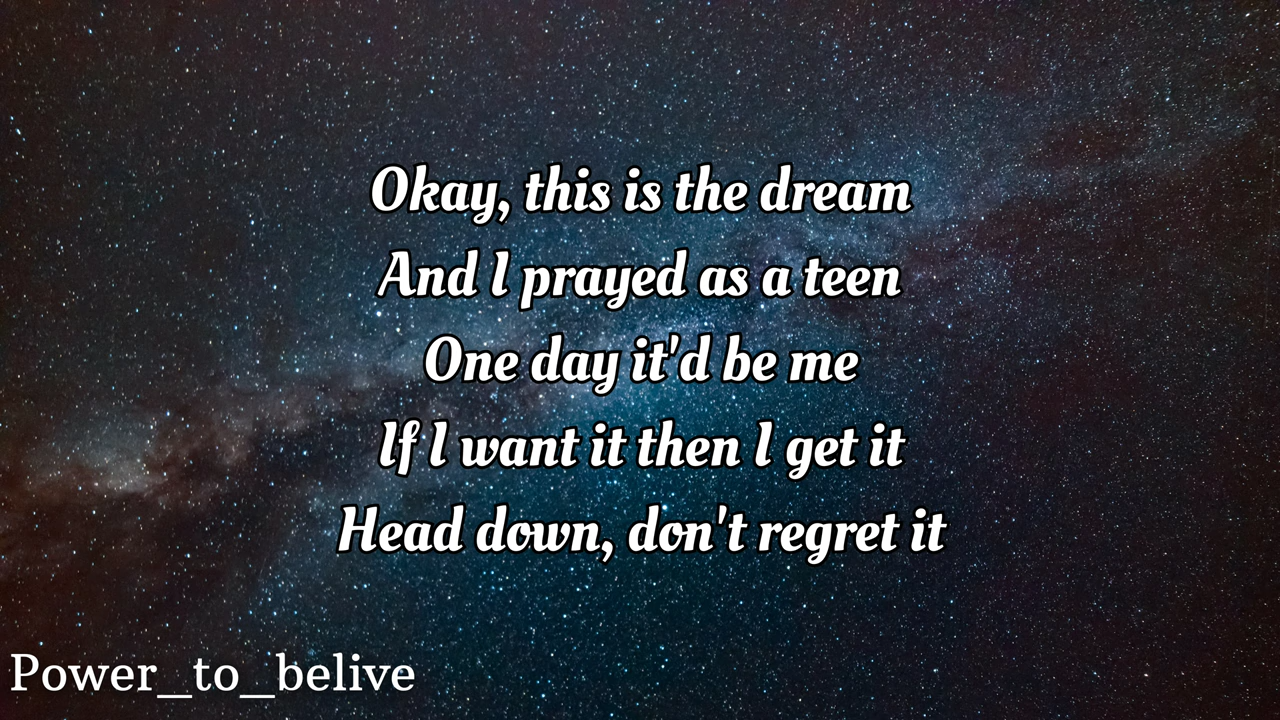 Okay, this is the dream
And I prayed as a teen
One day it'd be me
If I want it then I get it
Head down, don't regret it
Power_to_belive